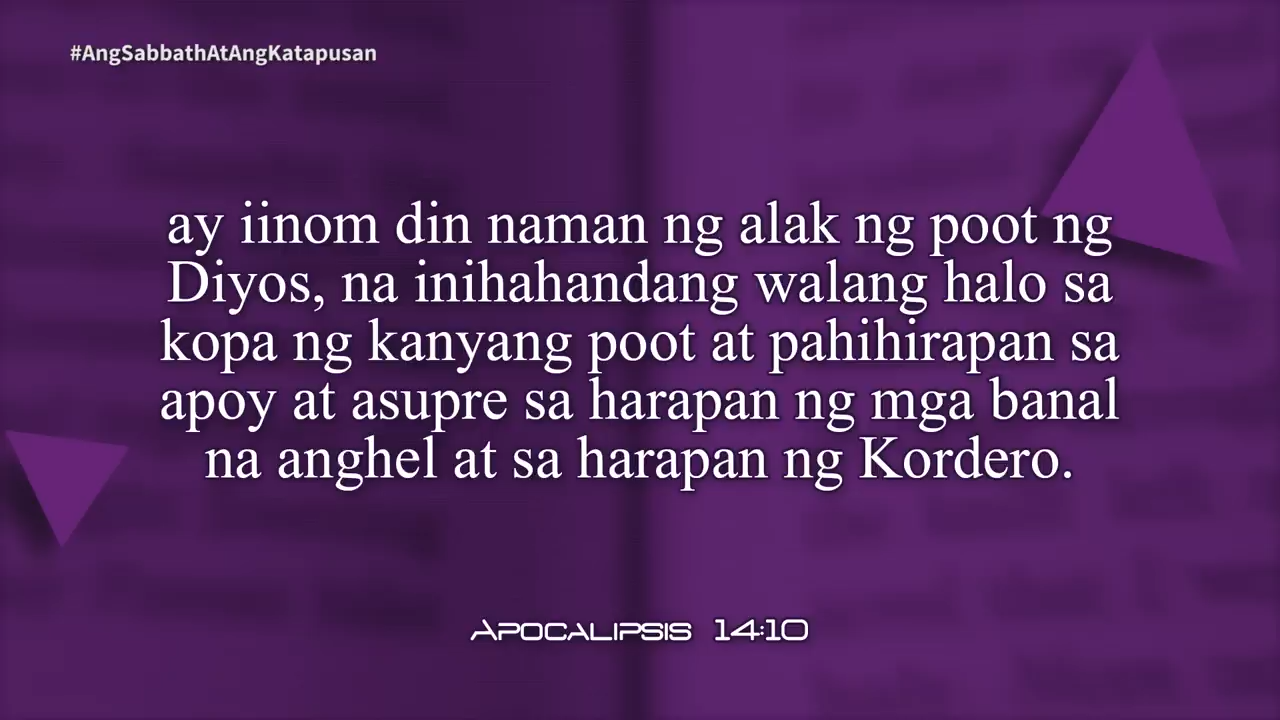 #AngSabbathAtAngKatapusan
ay iinom din naman ng alak ng poot ng
Diyos, na inihahandang walang halo sa
kopa ng kanyang poot at pahihirapan sa
apoy at asupre sa harapan ng mga banal
na anghel at sa harapan ng Kordero.
Apocalipsis 14:10